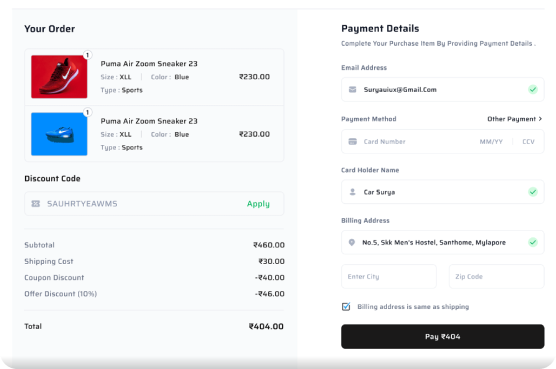 Your Order
1
Puma Air Zoom Sneaker 23
Size : XLL | Color : Blue
₹230.00
Type : Sports
1
Puma Air Zoom Sneaker 23
Size : XLL | Color : Blue
₹230.00
Type : Sports
Discount Code
SAUHRTYEAWMS Apply
Subtotal ₹460.00
Shipping Cost ₹30.00
Coupon Discount -₹40.00
Offer Discount (10%) -₹46.00
Total ₹404.00
Payment Details
Complete Your Purchase Item By Providing Payment Details .
Email Address
Suryauiux@Gmail.Com
Payment Method Other Payment >
Card Number MM/YY CCV
Card Holder Name
Car Surya
Billing Address
No.5, Skk Men's Hostel, Santhome, Mylapore
Enter City Zip Code
Billing address is same as shipping
Pay ₹404